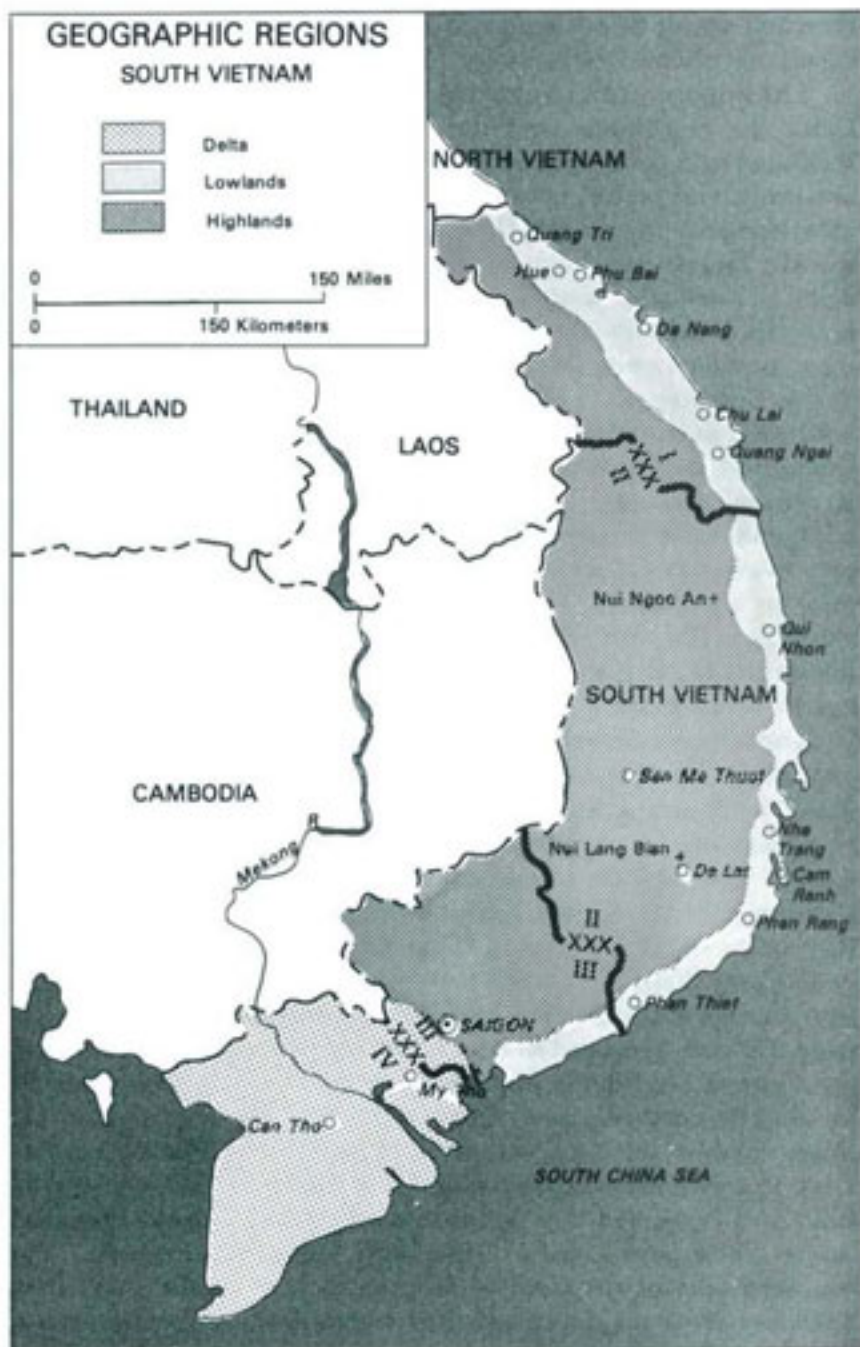 GEOGRAPHIC REGIONS
SOUTH VIETNAM
Delta
Lowlands
Highlands
0 150 Miles
0 150 Kilometers
NORTH VIETNAM
Quang Tri
Hue Phu Bai
Da Nang
THAILAND
LAOS
Chu Lai
Quang Ngai
I
XXX
II
Nui Ngoc An+
Qui
Nhon
SOUTH VIETNAM
Ban Me Thuot
CAMBODIA
Mekong R
Nha
Trang
Nui Lang Bian +
Da Lat
Cam
Ranh
Phan Rang
II
XXX
III
Phan Thiet
SAIGON
III
XXX
IV
My Tho
Can Tho
SOUTH CHINA SEA